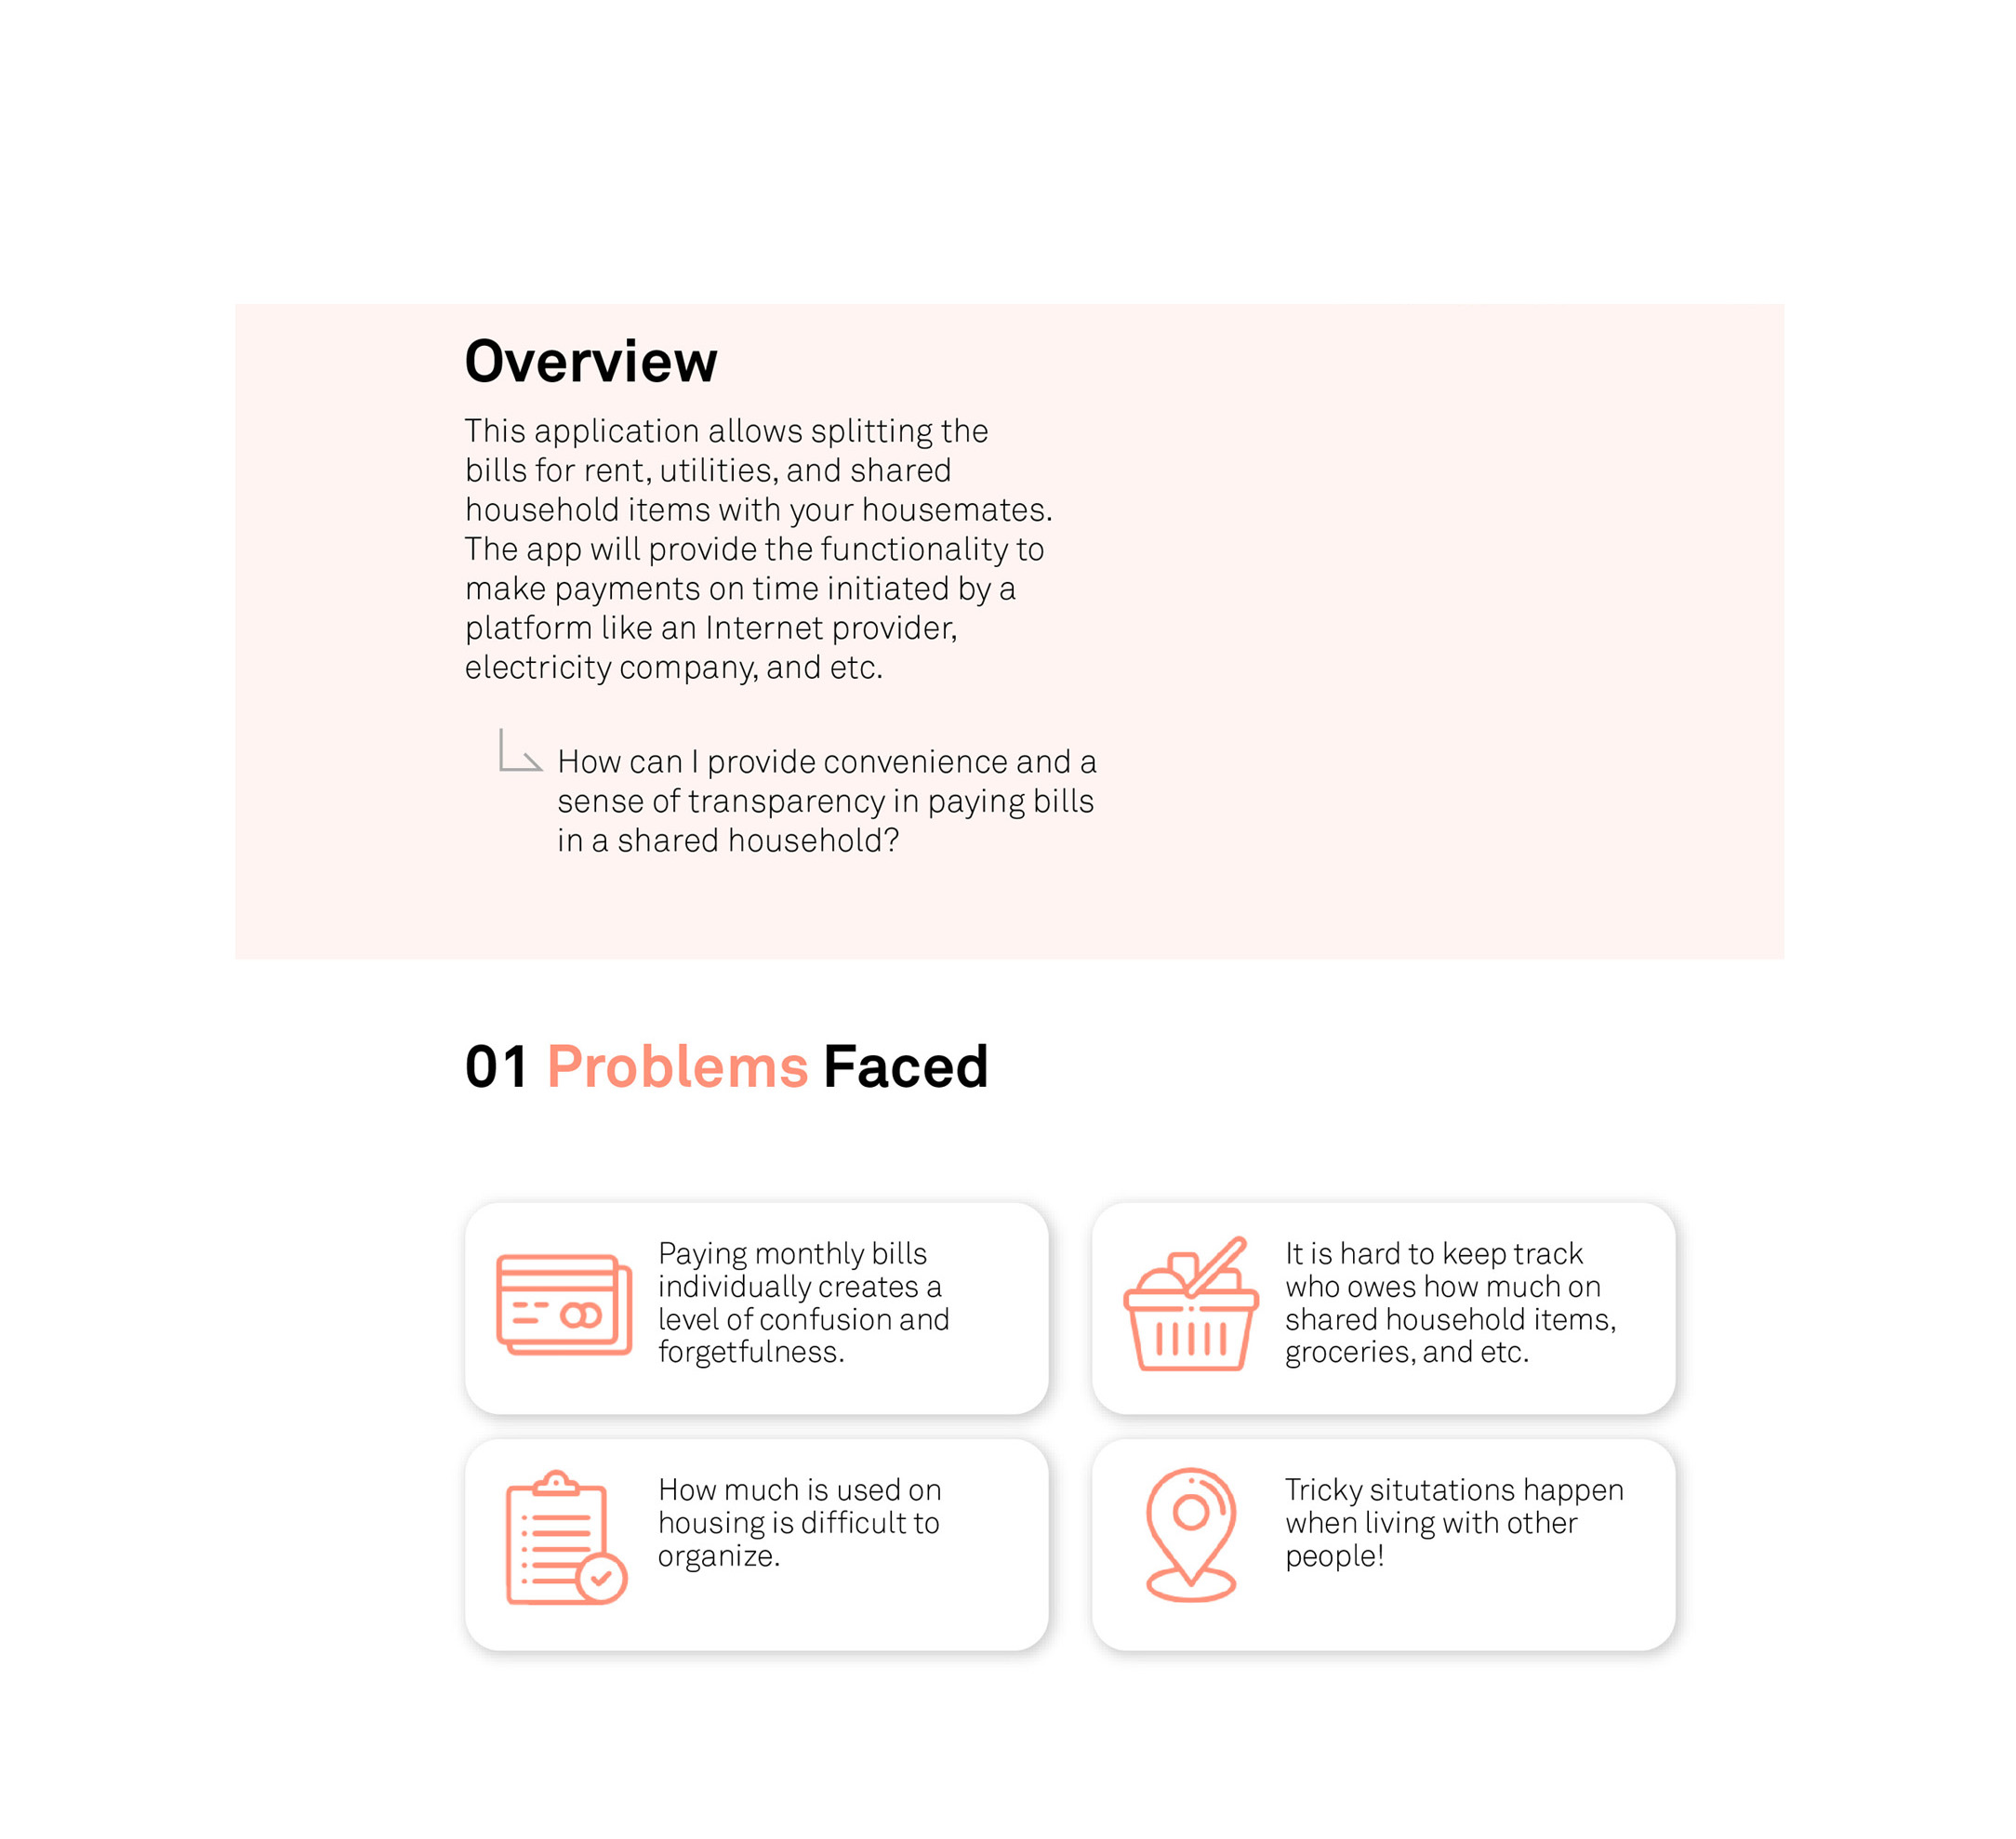 Overview
This application allows splitting the
bills for rent, utilities, and shared
household items with your housemates.
The app will provide the functionality to
make payments on time initiated by a
platform like an Internet provider,
electricity company, and etc.
How can I provide convenience and a
sense of transparency in paying bills
in a shared household?
01 Problems Faced
Paying monthly bills
individually creates a
level of confusion and
forgetfulness.
It is hard to keep track
who owes how much on
shared household items,
groceries, and etc.
How much is used on
housing is difficult to
organize.
Tricky situtations happen
when living with other
people!